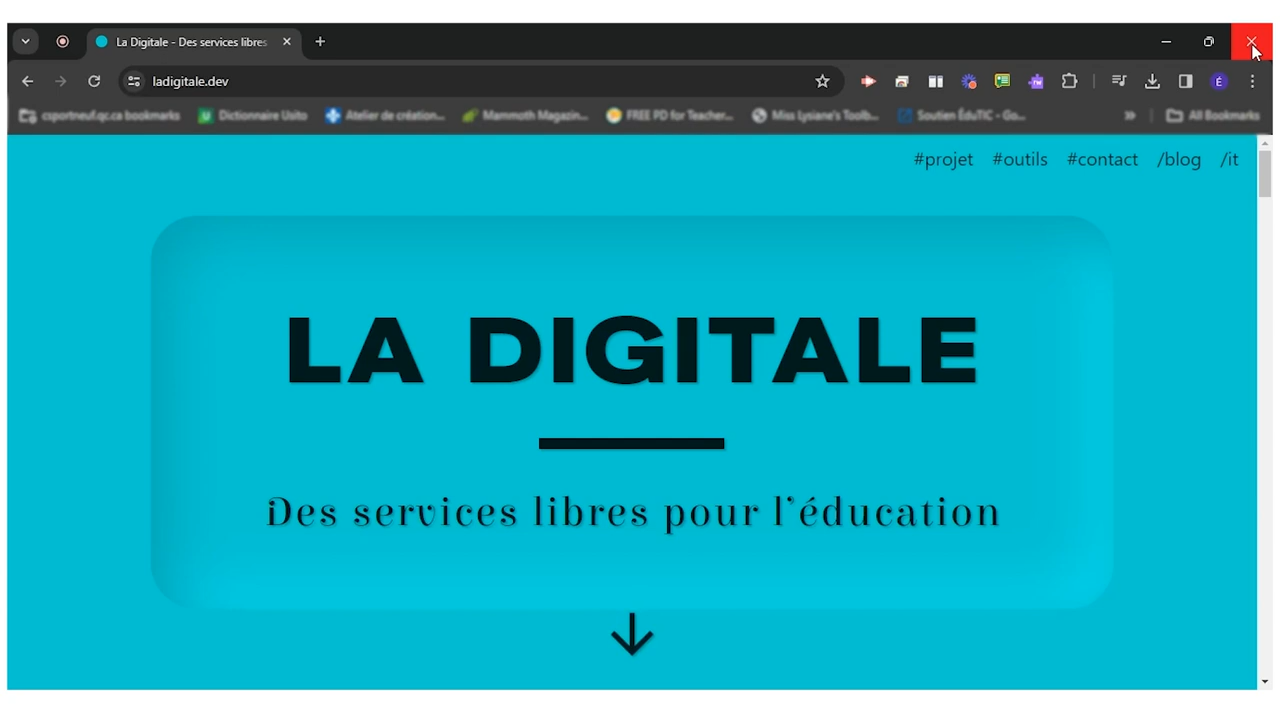 La Digitale - Des services libres
ladigitale.dev
csportneuf.qc.ca bookmarks
Dictionnaire Usito
Atelier de création...
Mammoth Magazin...
FREE PD for Teacher...
Miss Lysiane's Toolb...
Soutien ÉduTIC - Go...
All Bookmarks
#projet #outils #contact /blog /it
LA DIGITALE
Des services libres pour l'éducation